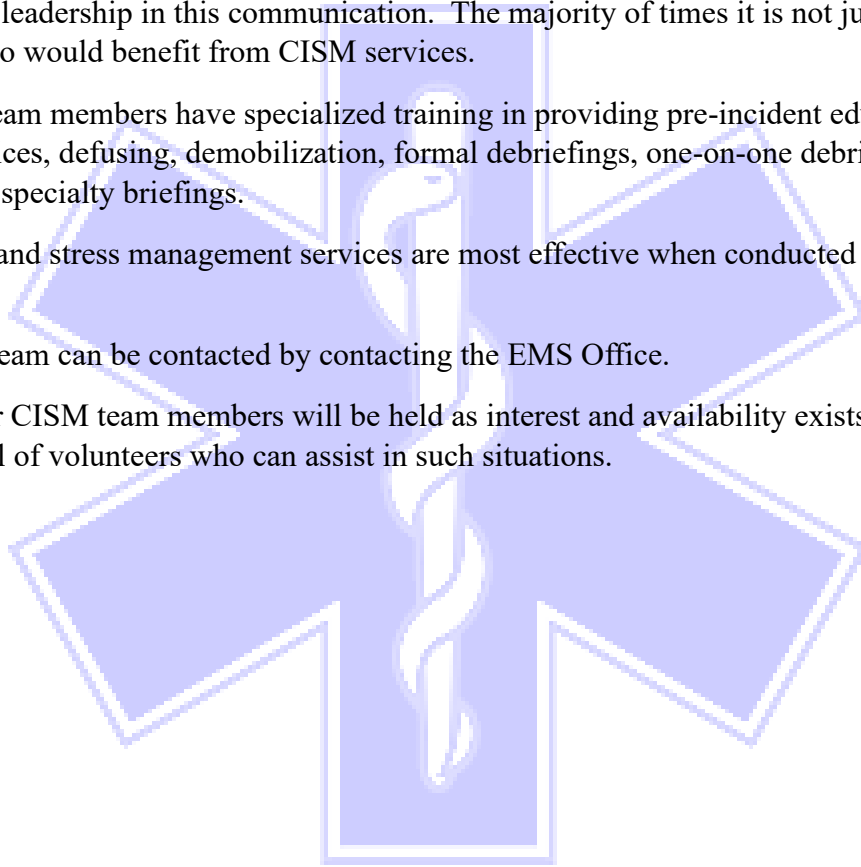 leadership in this communication.  The majority of times it is not ju
o would benefit from CISM services.
eam members have specialized training in providing pre-incident ed
ces, defusing, demobilization, formal debriefings, one-on-one debri
specialty briefings.
and stress management services are most effective when conducted
eam can be contacted by contacting the EMS Office.
r CISM team members will be held as interest and availability exists
l of volunteers who can assist in such situations.